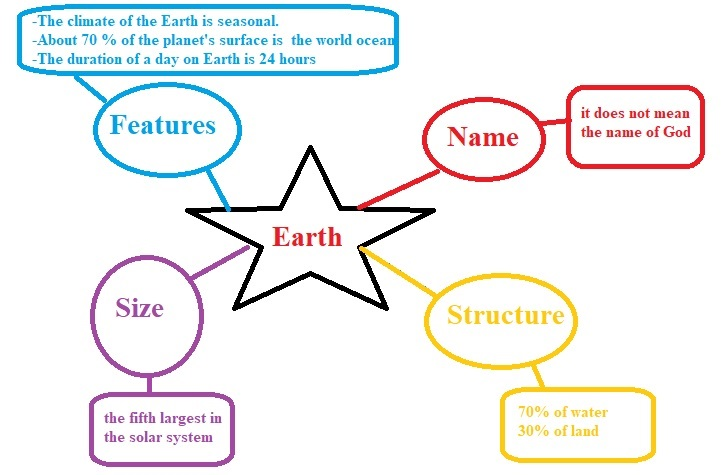 -The climate of the Earth is seasonal.
-About 70 % of the planet's surface is the world ocean
-The duration of a day on Earth is 24 hours
Features
Name
it does not mean
the name of God
Earth
Size
Structure
the fifth largest in
the solar system
70% of water
30% of land